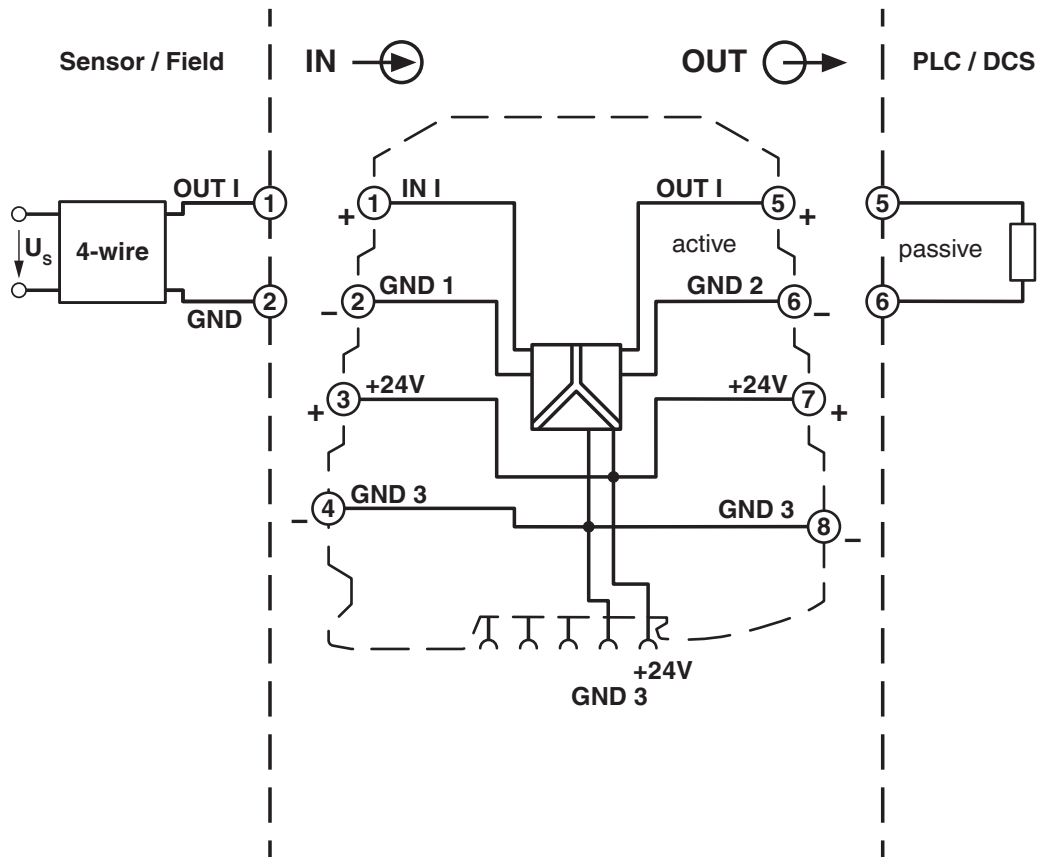 Sensor / Field
IN
OUT
PLC / DCS
OUT I
1
+
1
IN I
OUT I
5
+
5
Us
4-wire
active
passive
GND
2
−
2
GND 1
GND 2
6
−
6
+
3
+24V
+24V
7
+
−
4
GND 3
GND 3
8
−
+24V
GND 3